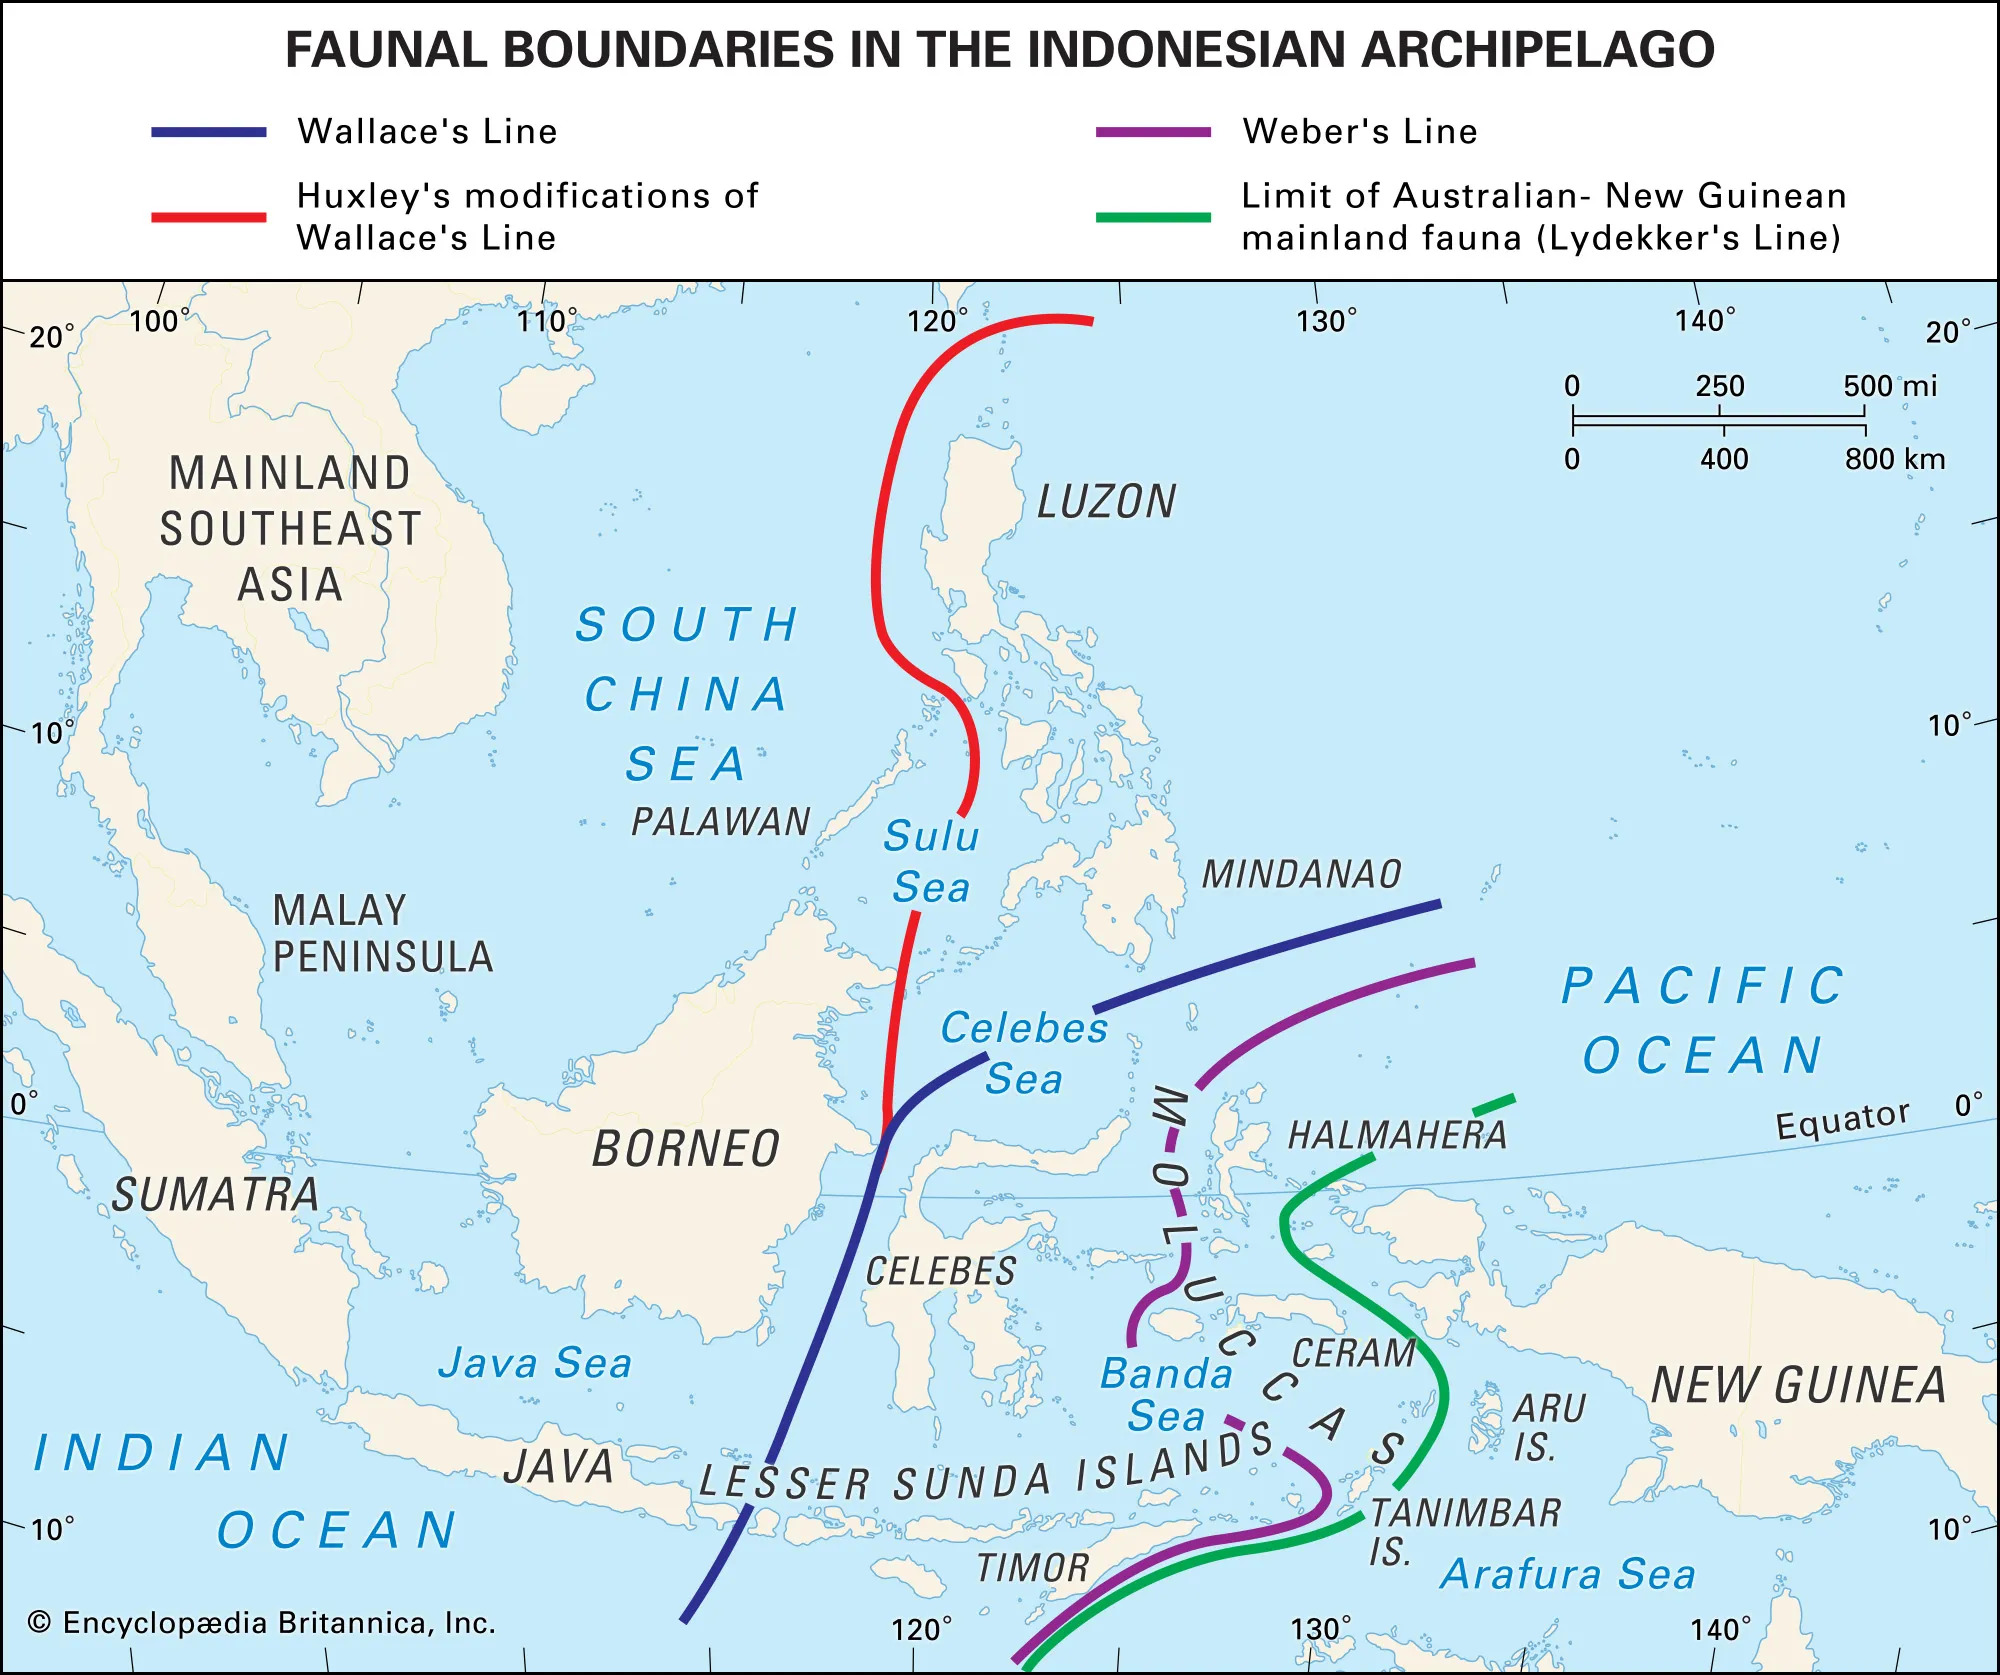 FAUNAL BOUNDARIES IN THE INDONESIAN ARCHIPELAGO
Wallace's Line
Huxley's modifications of
Wallace's Line
Weber's Line
Limit of Australian- New Guinean
mainland fauna (Lydekker's Line)
100°
110°
120°
130°
140°
20°
20°
0 250 500 mi
0 400 800 km
MAINLAND
SOUTHEAST
ASIA
LUZON
SOUTH
CHINA
SEA
10°
10°
PALAWAN
Sulu
Sea
MINDANAO
MALAY
PENINSULA
PACIFIC
OCEAN
Celebes
Sea
0°
0°
Equator
MOLUCCAS
HALMAHERA
BORNEO
SUMATRA
CELEBES
CERAM
Java Sea
Banda
Sea
NEW GUINEA
ARU
IS.
INDIAN
OCEAN
JAVA
LESSER SUNDA ISLANDS
TANIMBAR
IS.
10°
10°
TIMOR
Arafura Sea
© Encyclopædia Britannica, Inc.
120°
130°
140°